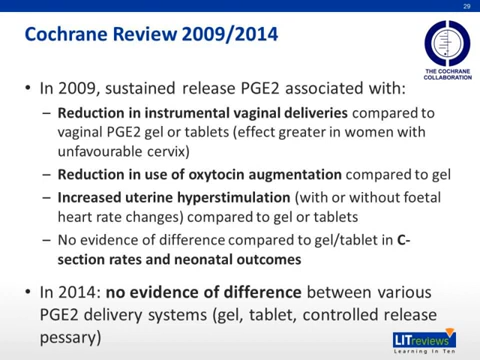 29
Cochrane Review 2009/2014
THE COCHRANE
COLLABORATION
• In 2009, sustained release PGE2 associated with:
– Reduction in instrumental vaginal deliveries compared to
vaginal PGE2 gel or tablets (effect greater in women with
unfavourable cervix)
– Reduction in use of oxytocin augmentation compared to gel
– Increased uterine hyperstimulation (with or without foetal
heart rate changes) compared to gel or tablets
– No evidence of difference compared to gel/tablet in C-
section rates and neonatal outcomes
• In 2014: no evidence of difference between various
PGE2 delivery systems (gel, tablet, controlled release
pessary)
LITreviews
Learning In Ten